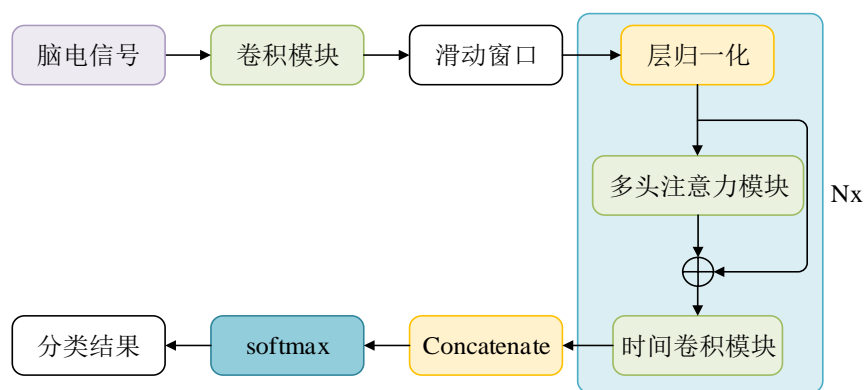 脑电信号
卷积模块
滑动窗口
层归一化
多头注意力模块
Nx
时间卷积模块
Concatenate
softmax
分类结果